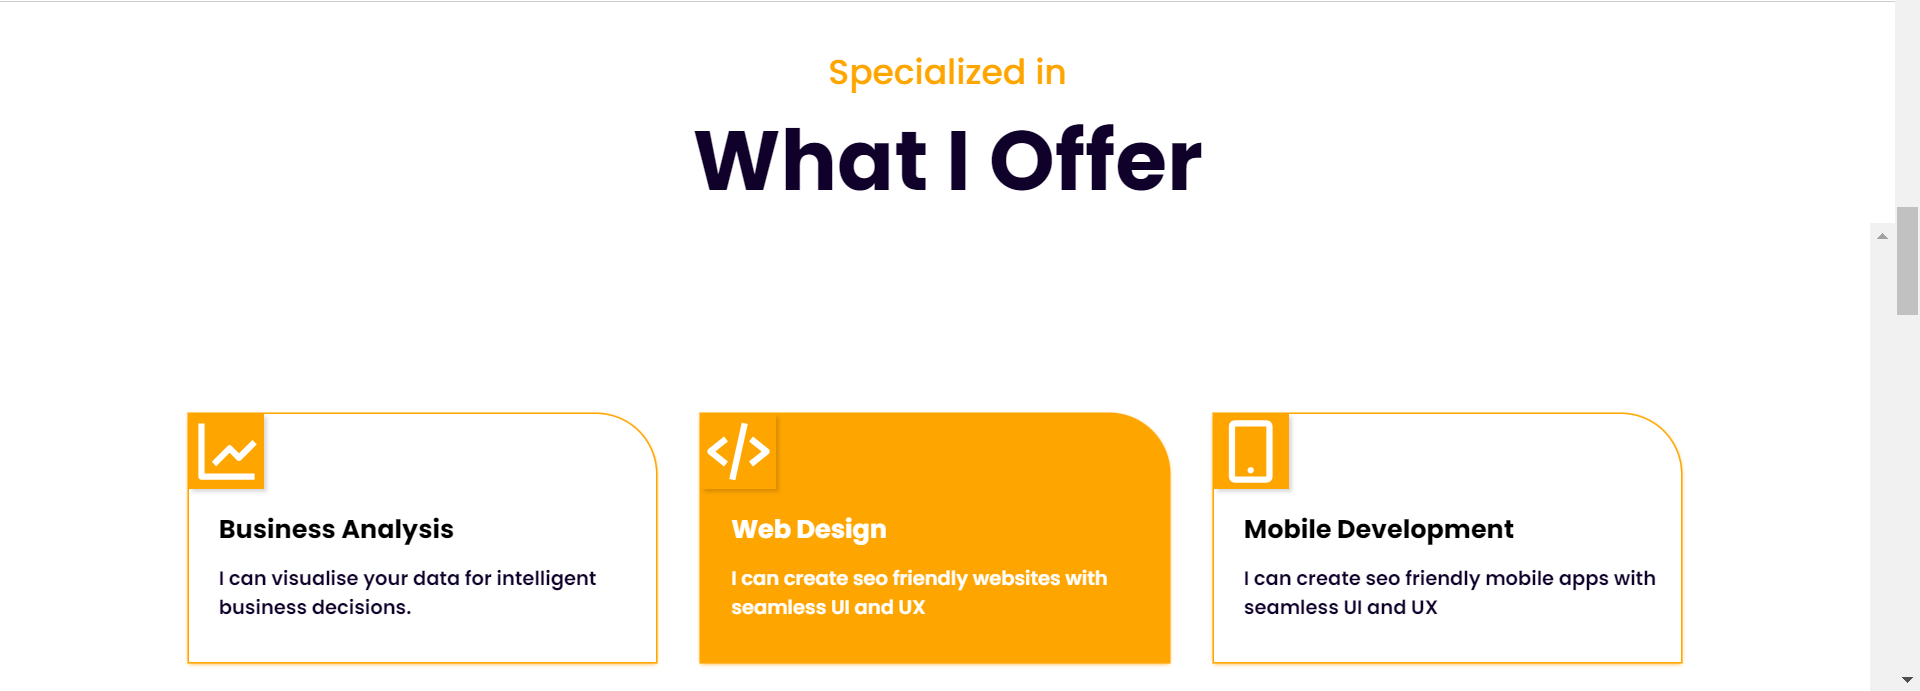 Specialized in
What I Offer
Business Analysis
I can visualise your data for intelligent
business decisions.
Web Design
I can create seo friendly websites with
seamless UI and UX
Mobile Development
I can create seo friendly mobile apps with
seamless UI and UX